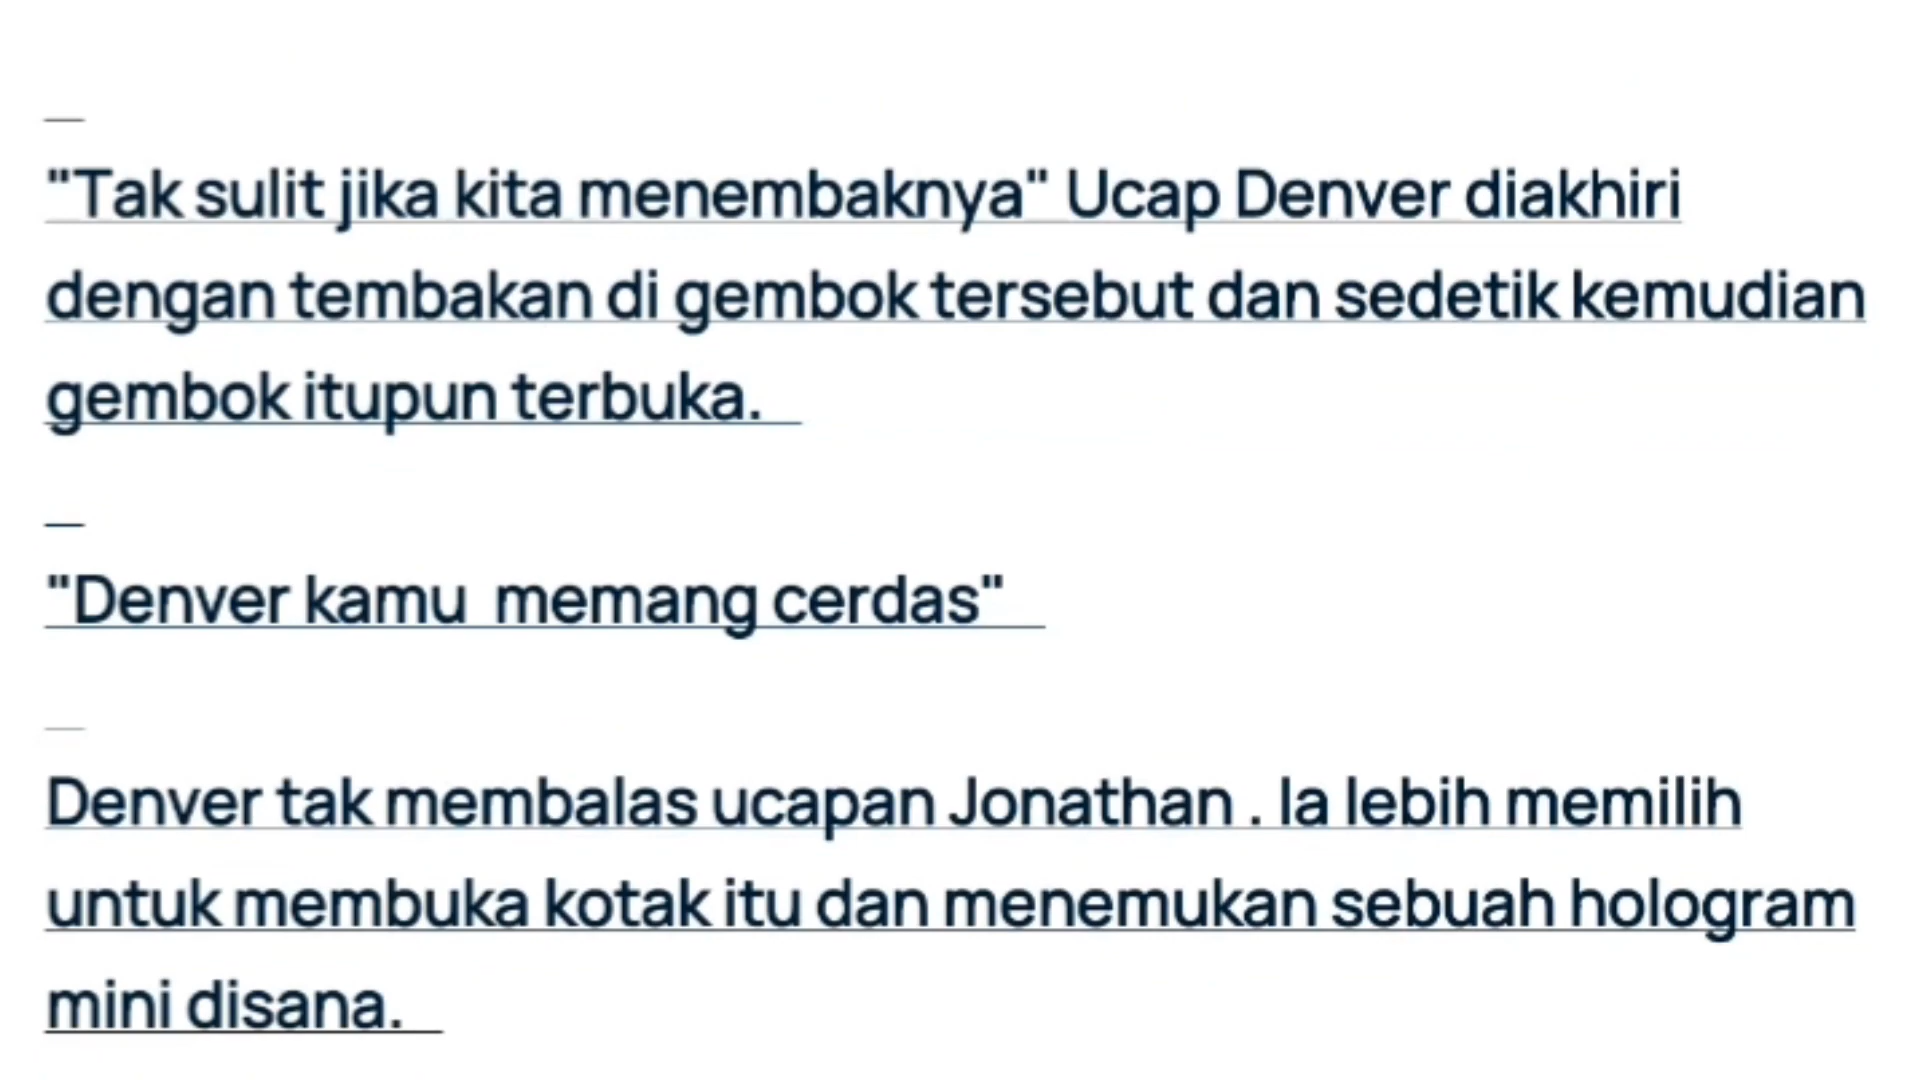 "Tak sulit jika kita menembaknya" Ucap Denver diakhiri
dengan tembakan di gembok tersebut dan sedetik kemudian
gembok itupun terbuka.
"Denver kamu  memang cerdas"
Denver tak membalas ucapan Jonathan . Ia lebih memilih
untuk membuka kotak itu dan menemukan sebuah hologram
mini disana.